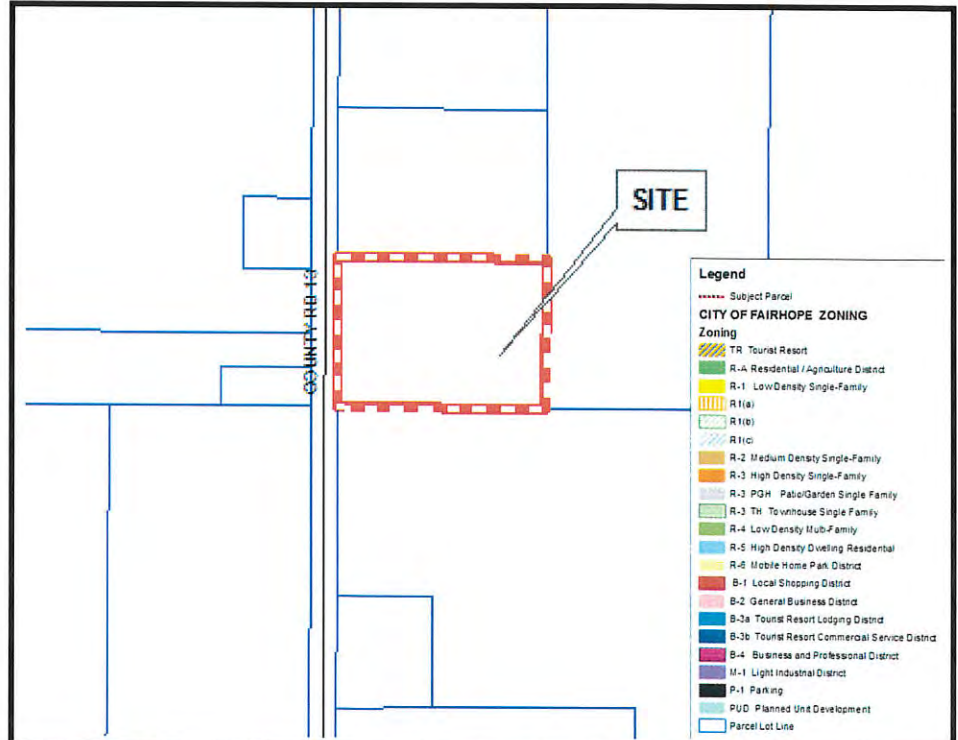 SITE
COUNTY RD 13
Legend
Subject Parcel
CITY OF FAIRHOPE ZONING
Zoning
TR Tourist Resort
R-A Residential / Agriculture District
R-1 Low Density Single-Family
R1(a)
R1(b)
R1(c)
R-2 Medium Density Single-Family
R-3 High Density Single-Family
R-3 PGH Patio/Garden Single Family
R-3 TH Townhouse Single Family
R-4 Low Density Multi-Family
R-5 High Density Dwelling Residential
R-6 Mobile Home Park District
B-1 Local Shopping District
B-2 General Business District
B-3a Tourist Resort Lodging District
B-3b Tourist Resort Commercial Service District
B-4 Business and Professional District
M-1 Light Industrial District
P-1 Parking
PUD Planned Unit Development
Parcel Lot Line